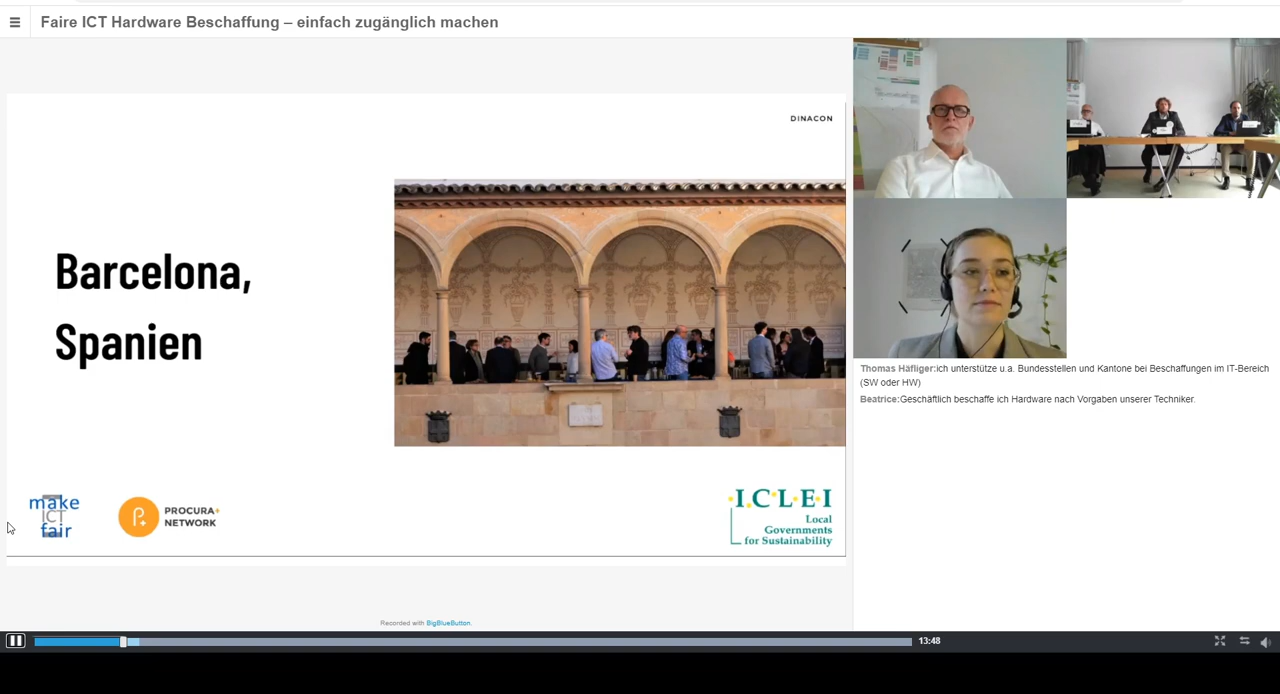 Faire ICT Hardware Beschaffung – einfach zugänglich machen
DINACON
Barcelona,
Spanien
make
ICT
fair
PROCURA+
NETWORK
I.C.L.E.I
Local
Governments
for Sustainability
Thomas Häfliger:ich unterstütze u.a. Bundesstellen und Kantone bei Beschaffungen im IT-Bereich
(SW oder HW)
Beatrice:Geschäftlich beschaffe ich Hardware nach Vorgaben unserer Techniker.
Recorded with BigBlueButton.
13:48